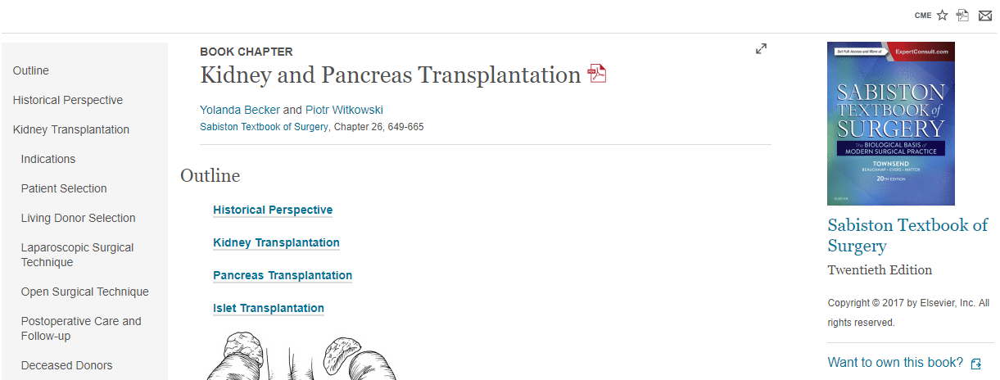 CME
Outline
Historical Perspective
Kidney Transplantation
Indications
Patient Selection
Living Donor Selection
Laparoscopic Surgical
Technique
Open Surgical Technique
Postoperative Care and
Follow-up
Deceased Donors
BOOK CHAPTER
Kidney and Pancreas Transplantation
PDF
Yolanda Becker and Piotr Witkowski
Sabiston Textbook of Surgery, Chapter 26, 649-665
Outline
Historical Perspective
Kidney Transplantation
Pancreas Transplantation
Islet Transplantation
Get Full Access and More at
ExpertConsult.com
SABISTON
TEXTBOOK of
SURGERY
The BIOLOGICAL BASIS of
MODERN SURGICAL PRACTICE
TOWNSEND
BEAUCHAMP • EVERS • MATTOX
20TH EDITION
ELSEVIER
Sabiston Textbook of
Surgery
Twentieth Edition
Copyright © 2017 by Elsevier, Inc. All
rights reserved.
Want to own this book?